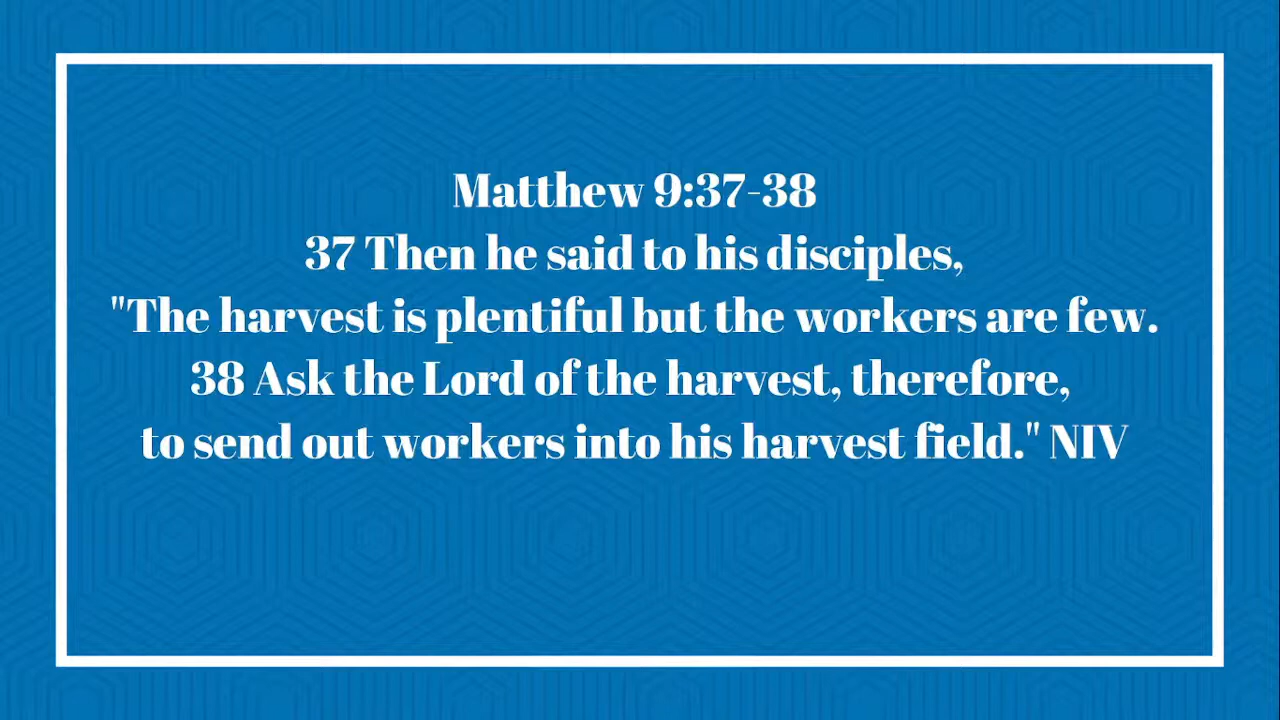 Matthew 9:37-38
37 Then he said to his disciples,
"The harvest is plentiful but the workers are few.
38 Ask the Lord of the harvest, therefore,
to send out workers into his harvest field." NIV